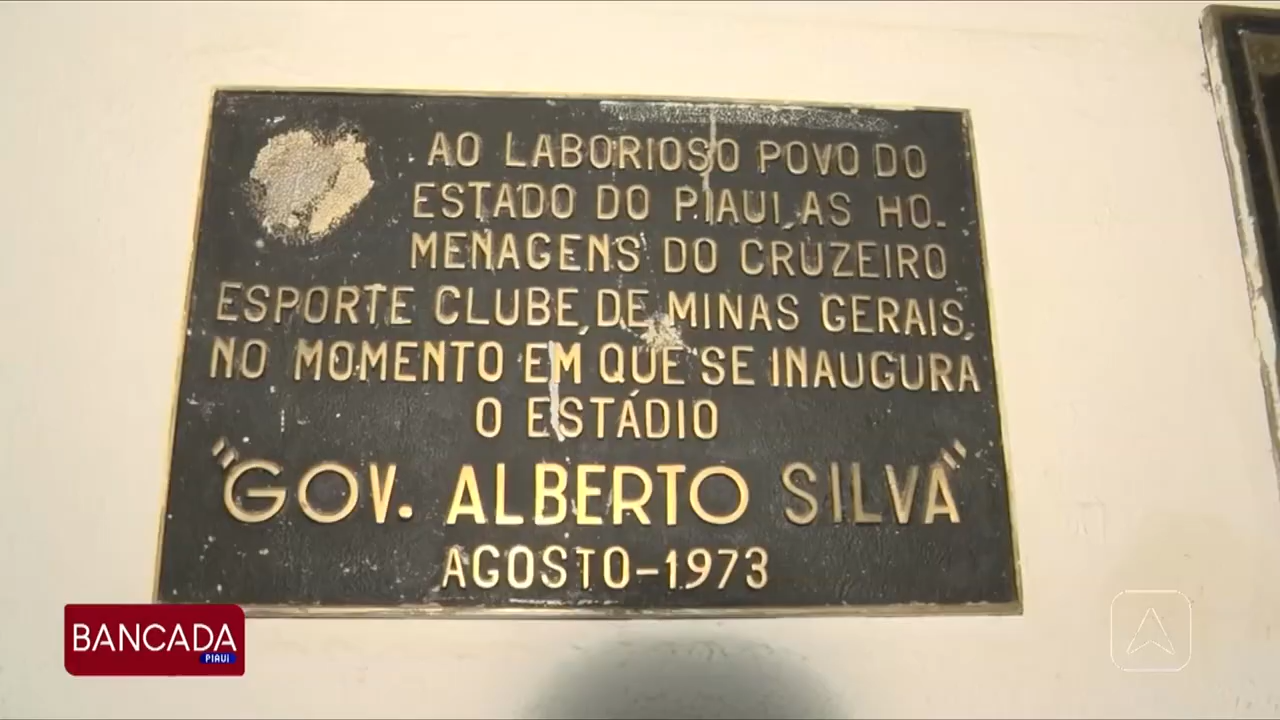 AO LABORIOSO POVO DO
ESTADO DO PIAUÍ, AS HO-
MENAGENS DO CRUZEIRO
ESPORTE CLUBE, DE MINAS GERAIS,
NO MOMENTO EM QUE SE INAUGURA
O ESTÁDIO
"GOV. ALBERTO SILVA"
AGOSTO-1973
BANCADA
PIAUÍ